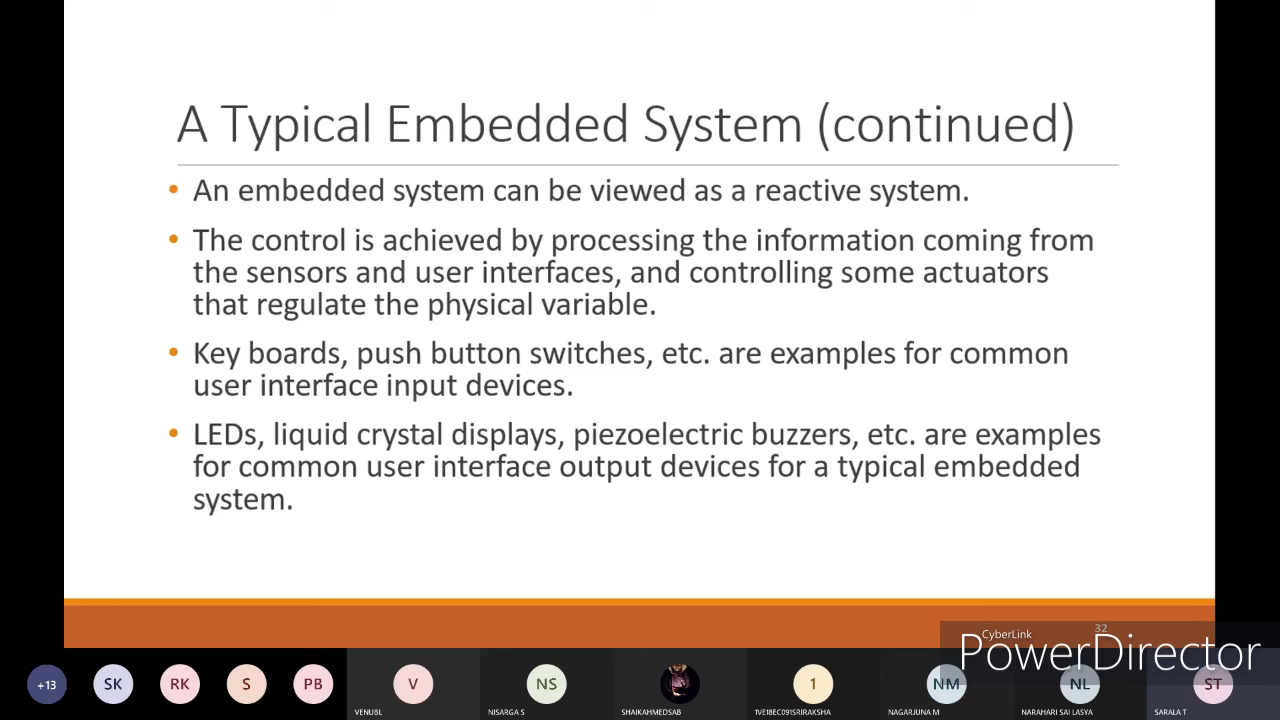 A Typical Embedded System (continued)
• An embedded system can be viewed as a reactive system.
• The control is achieved by processing the information coming from
the sensors and user interfaces, and controlling some actuators
that regulate the physical variable.
• Key boards, push button switches, etc. are examples for common
user interface input devices.
• LEDs, liquid crystal displays, piezoelectric buzzers, etc. are examples
for common user interface output devices for a typical embedded
system.
32
CyberLink
PowerDirector
+13 SK RK S PB V NS 1 NM NL ST
VENUBL NISARGA S SHAIKAHMEDSAB 1VE18EC091SRIRAKSHA NAGARJUNA M NARAHARI SAI LASYA SARALA T